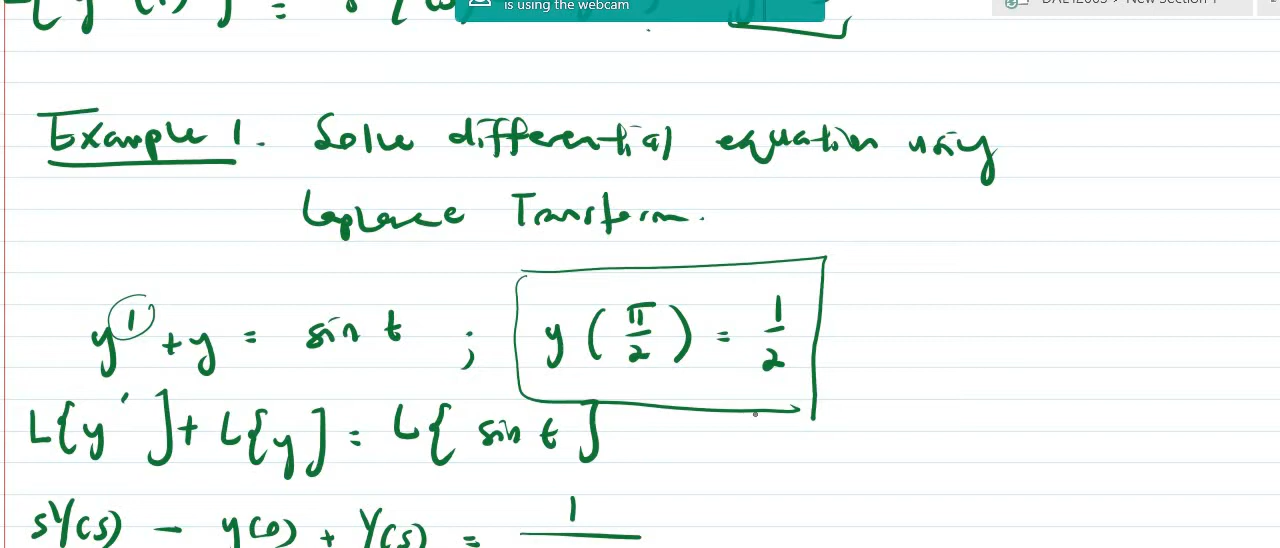 is using the webcam
Example 1. Solve differential equation using
Laplace Transform.
y' + y = sin t ; y(π/2) = 1/2
L{y'} + L{y} = L{ sin t }
sY(s) - y(0) + Y(s) = 1